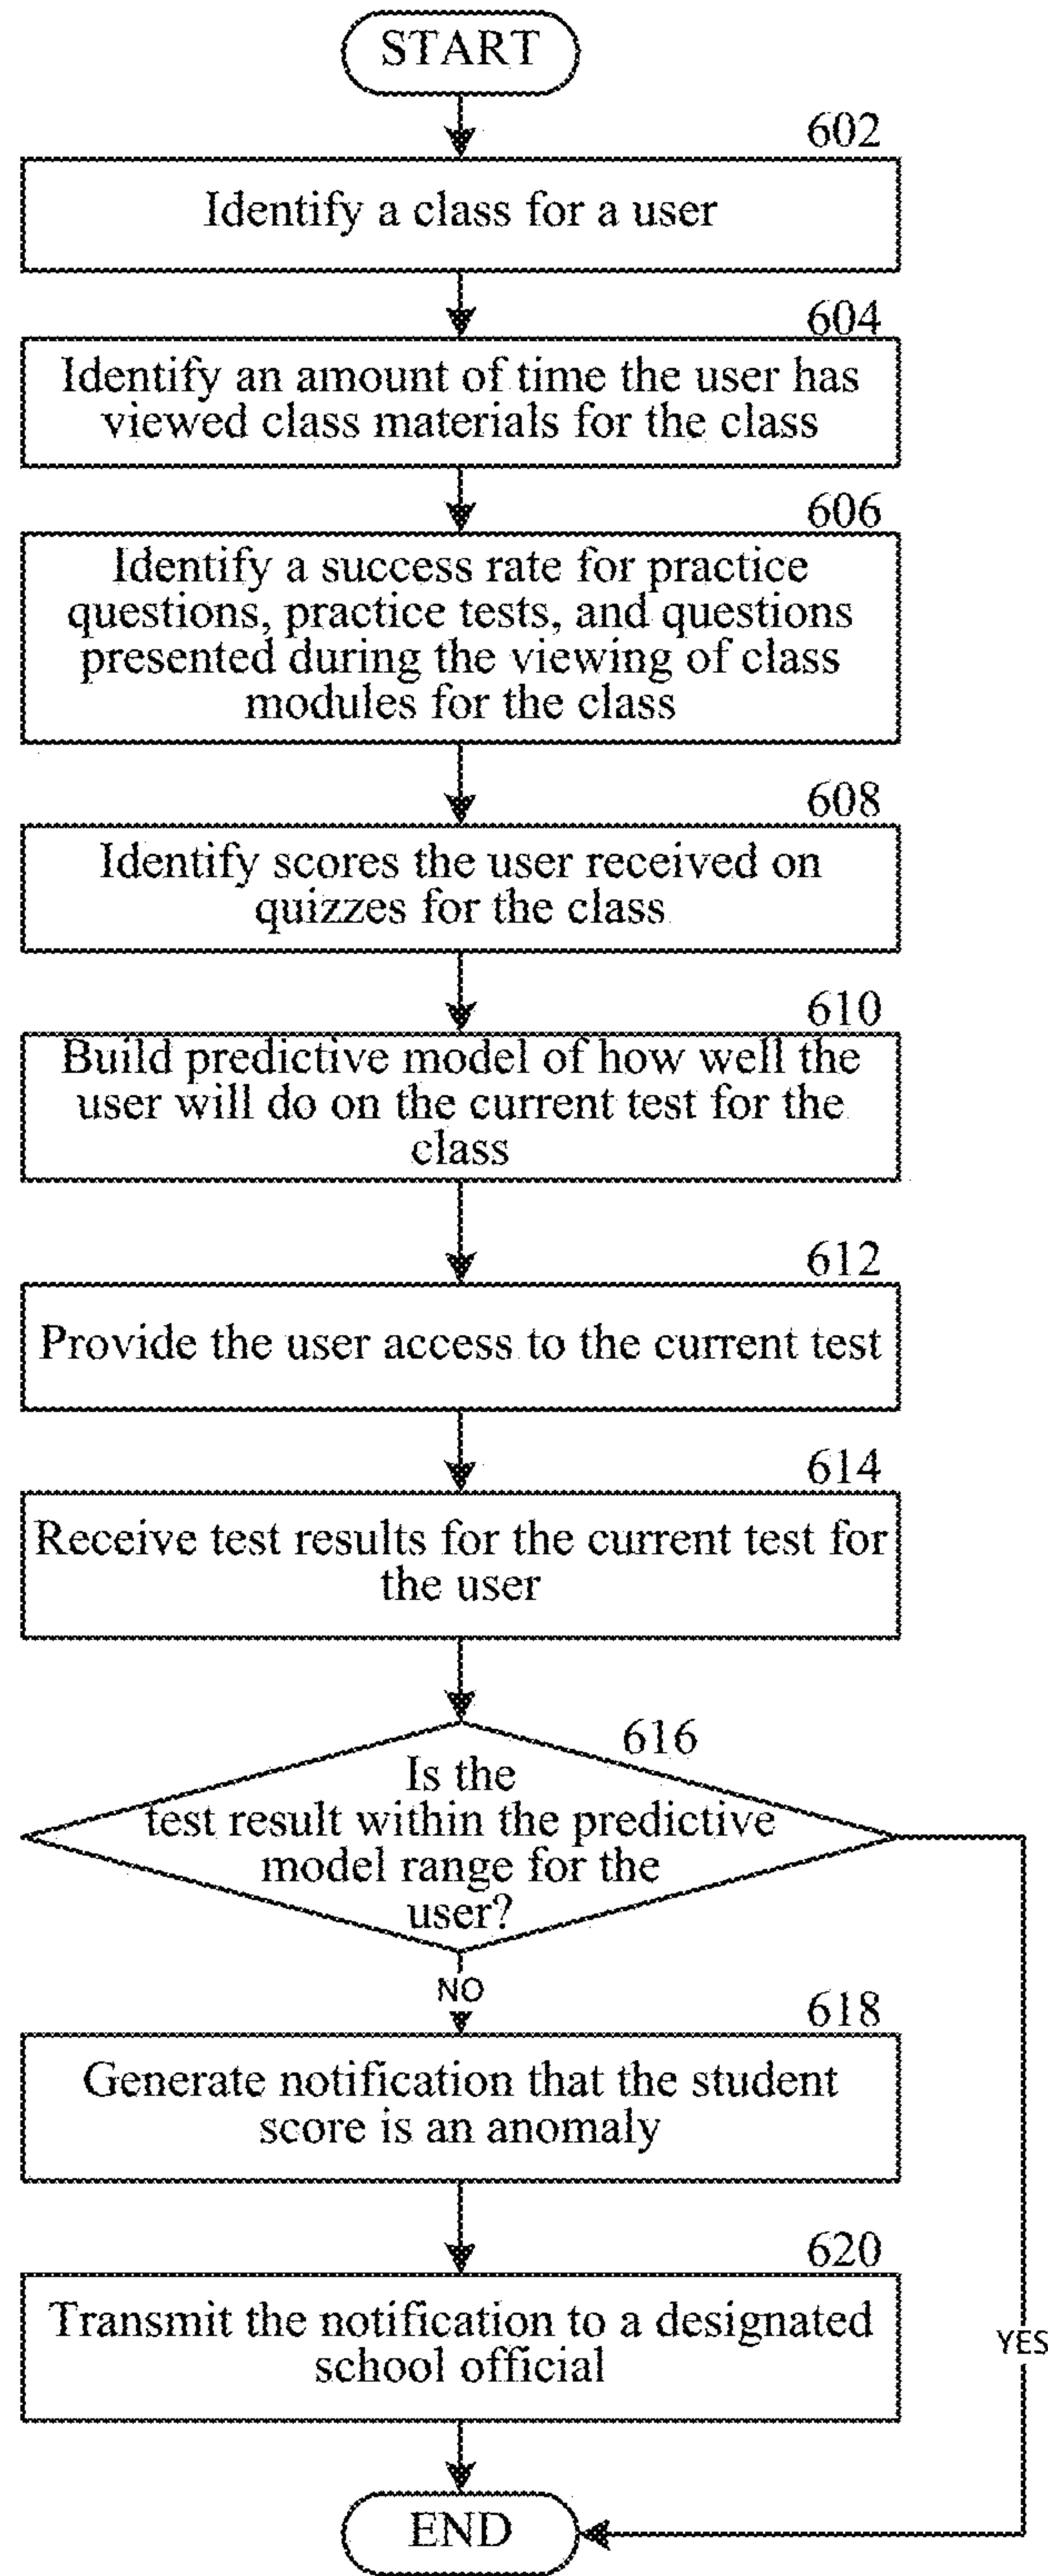 START
602
Identify a class for a user
604
Identify an amount of time the user has
viewed class materials for the class
606
Identify a success rate for practice
questions, practice tests, and questions
presented during the viewing of class
modules for the class
608
Identify scores the user received on
quizzes for the class
610
Build predictive model of how well the
user will do on the current test for the
class
612
Provide the user access to the current test
614
Receive test results for the current test for
the user
616
Is the
test result within the predictive
model range for the
user?
NO
618
Generate notification that the student
score is an anomaly
620
Transmit the notification to a designated
school official
YES
END